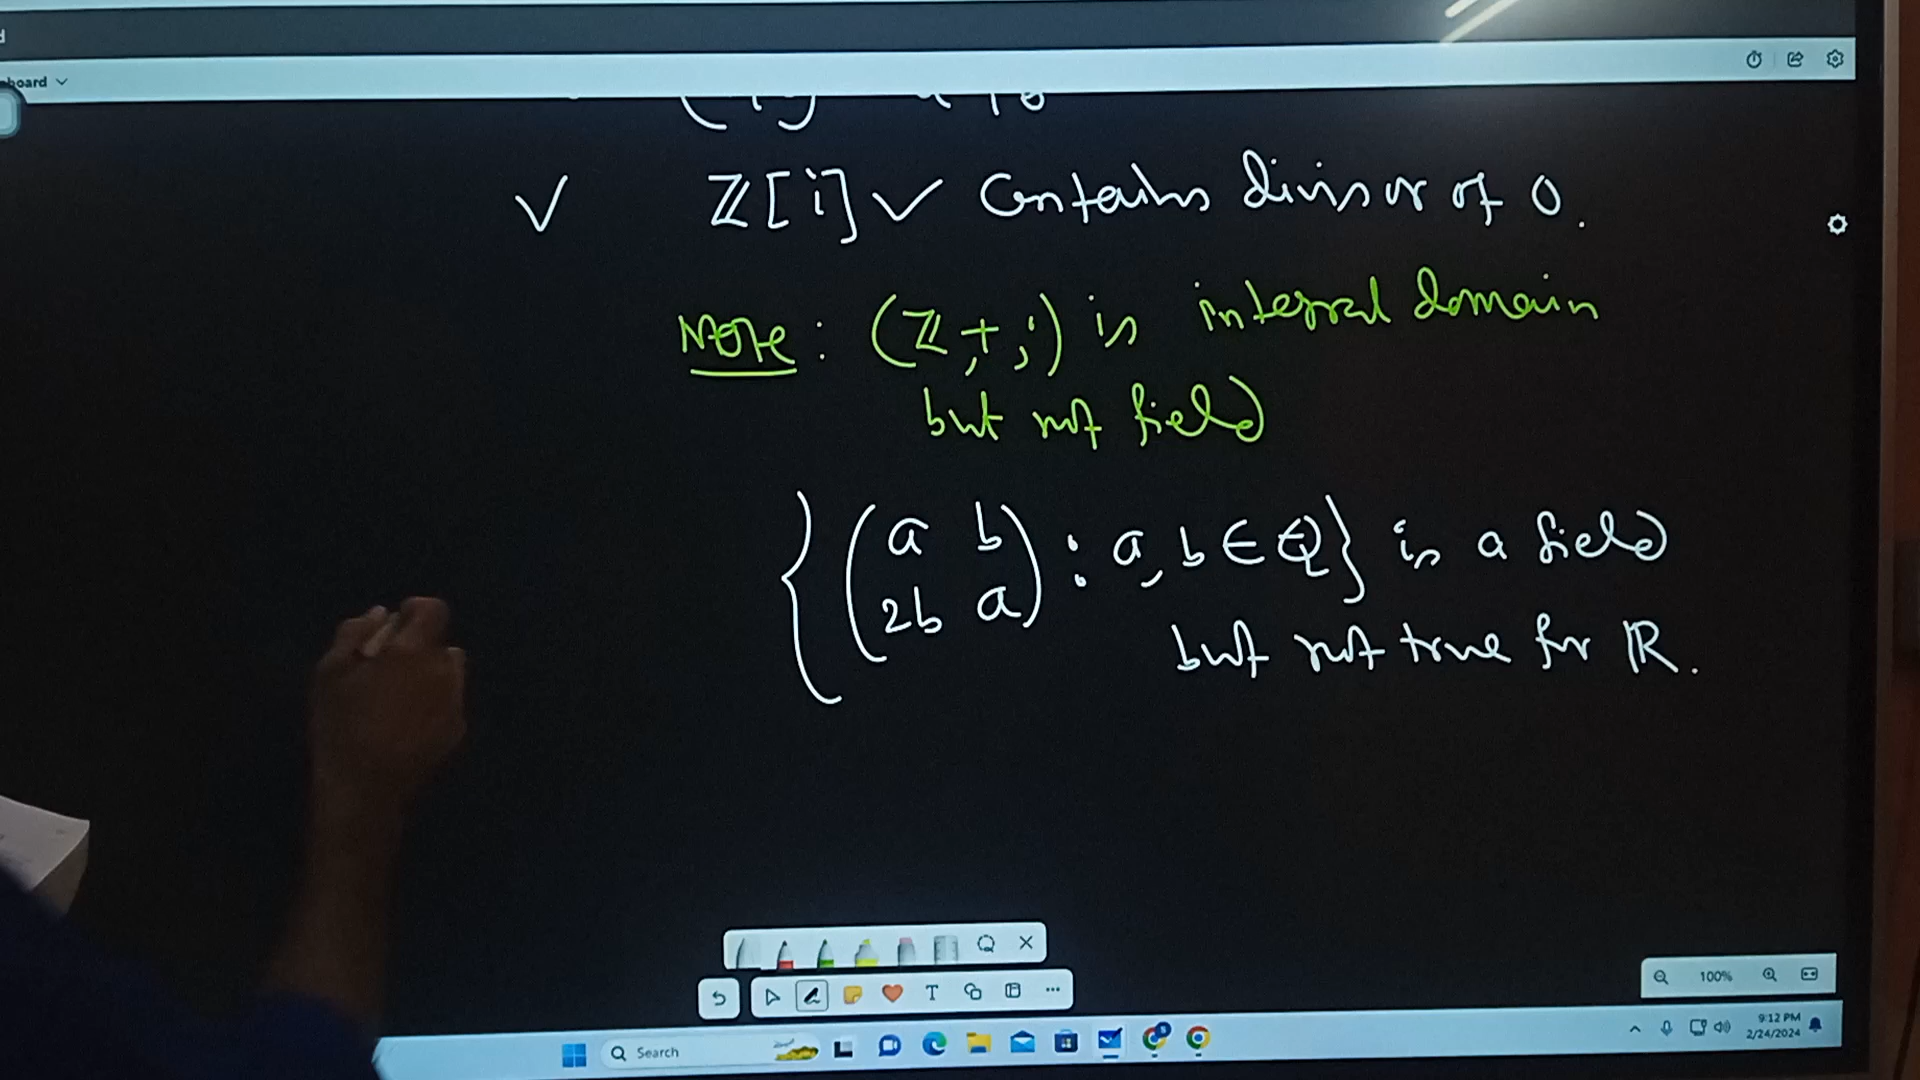 board
✓ ℤ[i] ✓ Contains divisor of 0.
Note: (ℤ,+,·) is integral domain
but not field
{(a b
2b a) : a, b ∈ ℚ} is a field
but not true for ℝ.
100%
Search
9:12 PM
2/24/2024